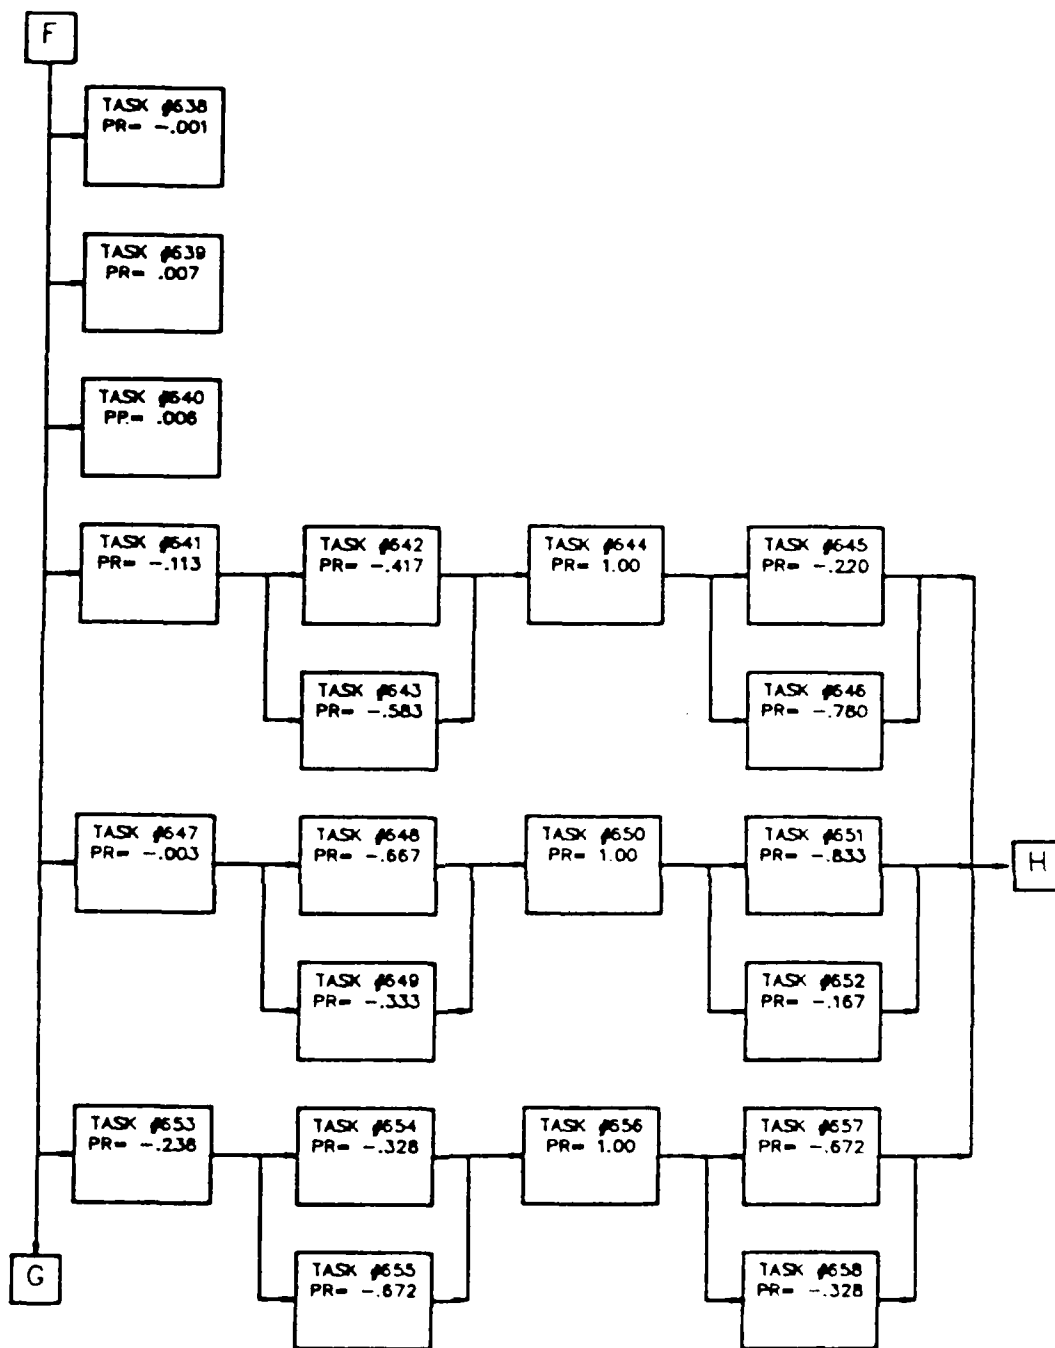 F
TASK #638
PR= -.001
TASK #639
PR= .007
TASK #640
PR= .006
TASK #641
PR= -.113
TASK #642
PR= -.417
TASK #644
PR= 1.00
TASK #645
PR= -.220
TASK #643
PR= -.583
TASK #646
PR= -.780
TASK #647
PR= -.003
TASK #648
PR= -.667
TASK #650
PR= 1.00
TASK #651
PR= -.833
H
TASK #649
PR= -.333
TASK #652
PR= -.167
TASK #653
PR= -.238
TASK #654
PR= -.328
TASK #656
PR= 1.00
TASK #657
PR= -.672
G
TASK #655
PR= -.672
TASK #658
PR= -.328